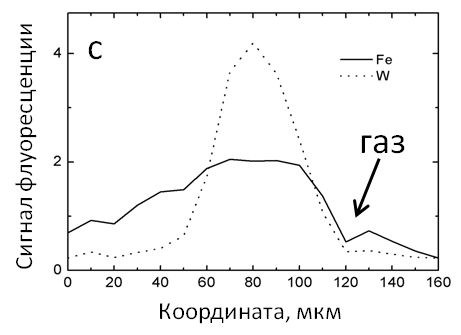 Сигнал флуоресценции
4
2
0
с
Fe
W
газ
0 20 40 60 80 100 120 140 160
Координата, мкм